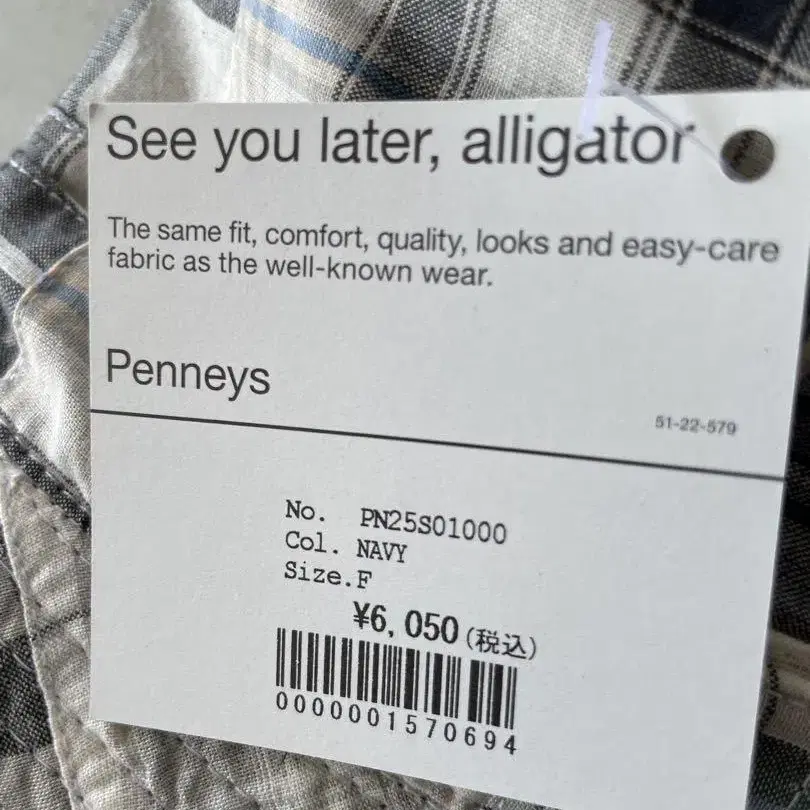 See you later, alligator
The same fit, comfort, quality, looks and easy-care
fabric as the well-known wear.
Penneys
51-22-579
No. PN25S01000
Col. NAVY
Size.F
¥6,050(税込)
0000001570694